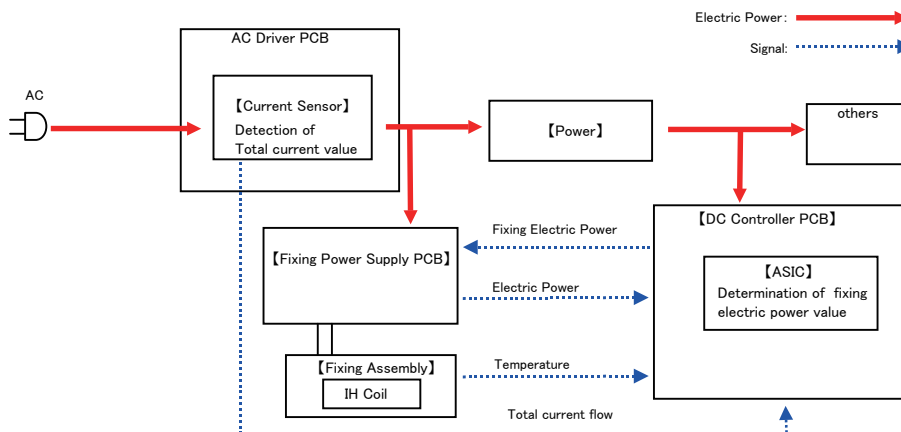 Electric Power:
Signal:
AC Driver PCB
AC
【Current Sensor】
Detection of
Total current value
【Power】
others
【Fixing Power Supply PCB】
Fixing Electric Power
Electric Power
【DC Controller PCB】
【ASIC】
Determination of fixing
electric power value
【Fixing Assembly】
IH Coil
Temperature
Total current flow